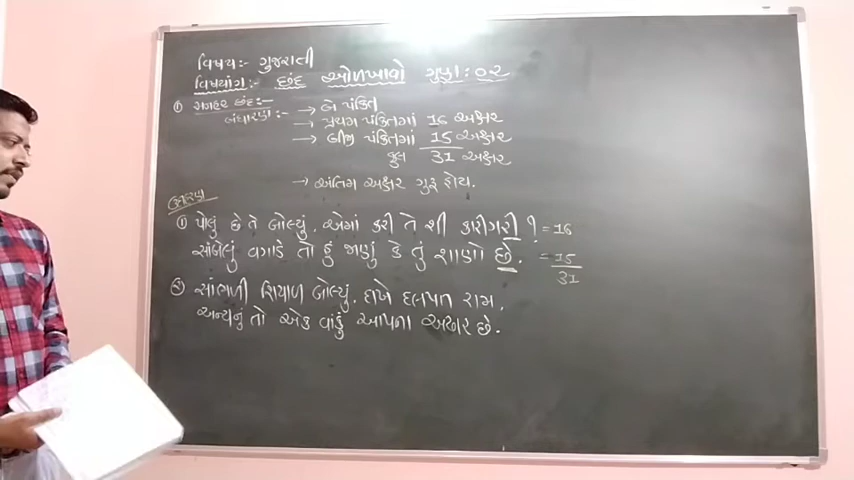 વિષય:- ગુજરાતી
વિષયાંગ:- છંદ ઓળખાવો ગુણ: ૦૨
① મનહર છંદ:-
બંધારણ:- → બે પંક્તિ
→ પ્રથમ પંક્તિમાં 16 અક્ષર
→ બીજી પંક્તિમાં 15 અક્ષર
કુલ 31 અક્ષર
→ અંતિમ અક્ષર ગુરૂ હોય.
ઉદાહરણ
① પોલું છે તે બોલ્યું. એમાં કરી તે શી કારીગરી ? = 16
સાંબેલું વગાડે તો હું જાણું કે તું શાણો છે. = 15
31
② સાંભળી શિયાળ બોલ્યું. દાખે દલપત રામ,
અન્યનું તો એક વાંકું આપના અઢાર છે.